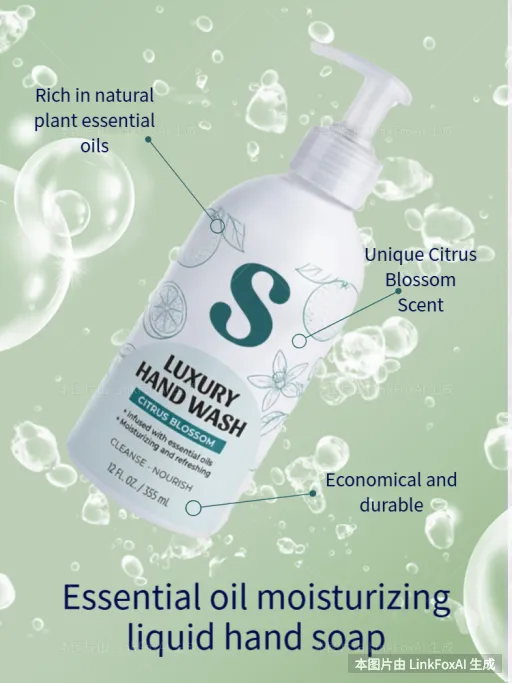 Rich in natural
plant essential
oils
Unique Citrus
Blossom
Scent
S
LUXURY
HAND WASH
CITRUS BLOSSOM
• Infused with essential oils
• Moisturizing and refreshing
CLEANSE - NOURISH
12 FL. OZ. / 355 mL
Economical and
durable
Essential oil moisturizing
liquid hand soap
本图片由 LinkFoxAI 生成